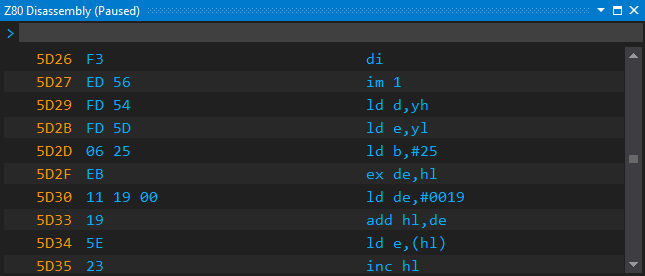 Z80 Disassembly (Paused)
>
5D26 F3 di
5D27 ED 56 im 1
5D29 FD 54 ld d,yh
5D2B FD 5D ld e,yl
5D2D 06 25 ld b,#25
5D2F EB ex de,hl
5D30 11 19 00 ld de,#0019
5D33 19 add hl,de
5D34 5E ld e,(hl)
5D35 23 inc hl